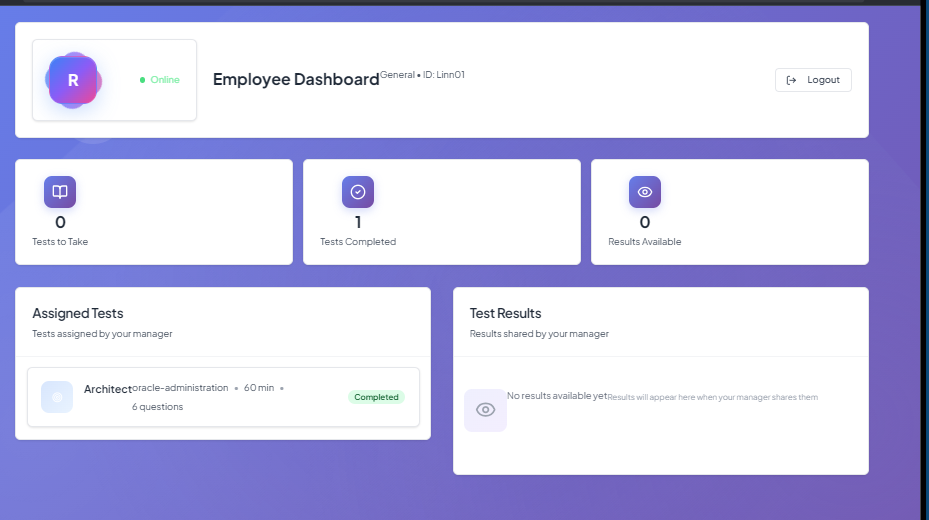 R
Online
Employee Dashboard General • ID: Linn01
Logout
0
Tests to Take
1
Tests Completed
0
Results Available
Assigned Tests
Tests assigned by your manager
Architect oracle-administration • 60 min •
6 questions
Completed
Test Results
Results shared by your manager
No results available yet Results will appear here when your manager shares them